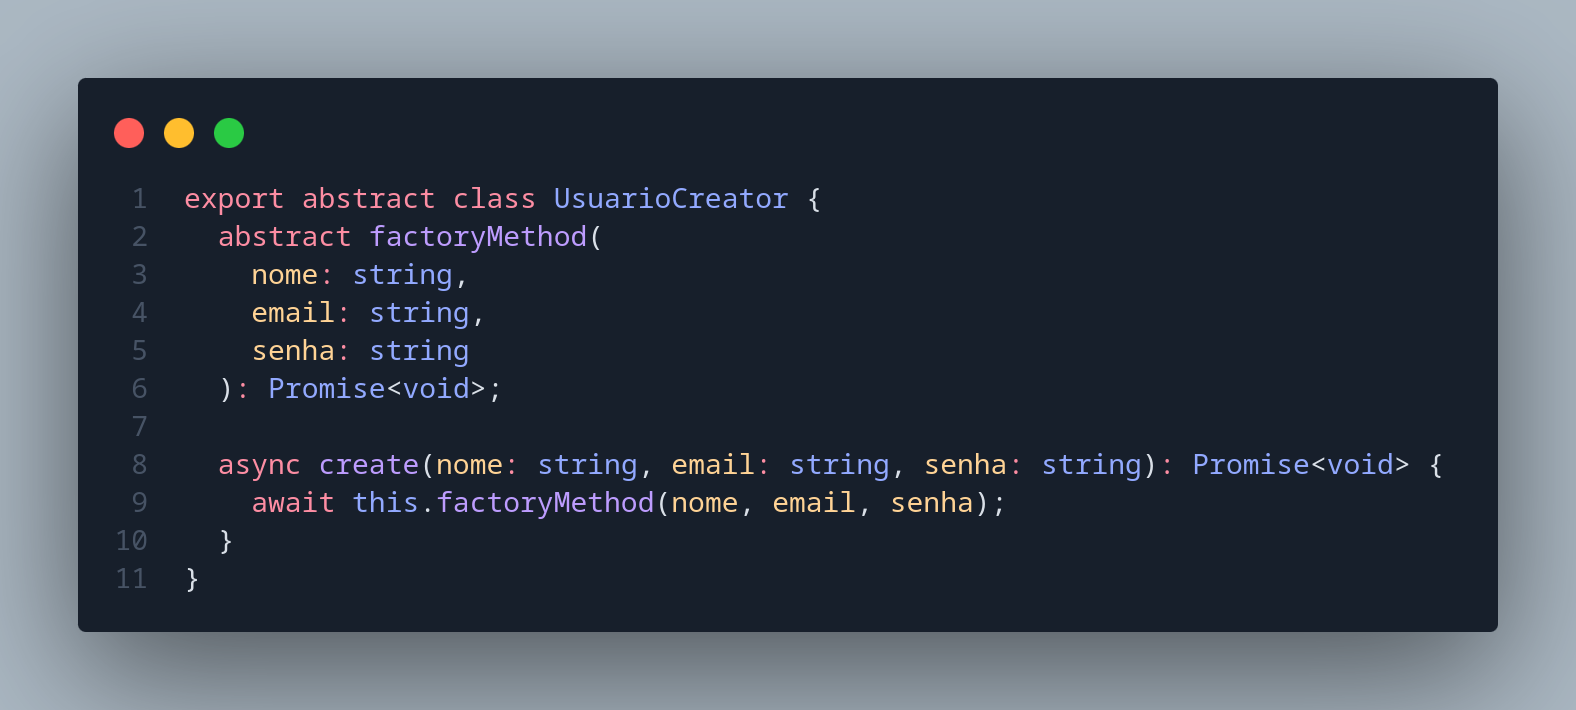 1 export abstract class UsuarioCreator {
2   abstract factoryMethod(
3     nome: string,
4     email: string,
5     senha: string
6   ): Promise<void>;
7
8   async create(nome: string, email: string, senha: string): Promise<void> {
9     await this.factoryMethod(nome, email, senha);
10   }
11 }